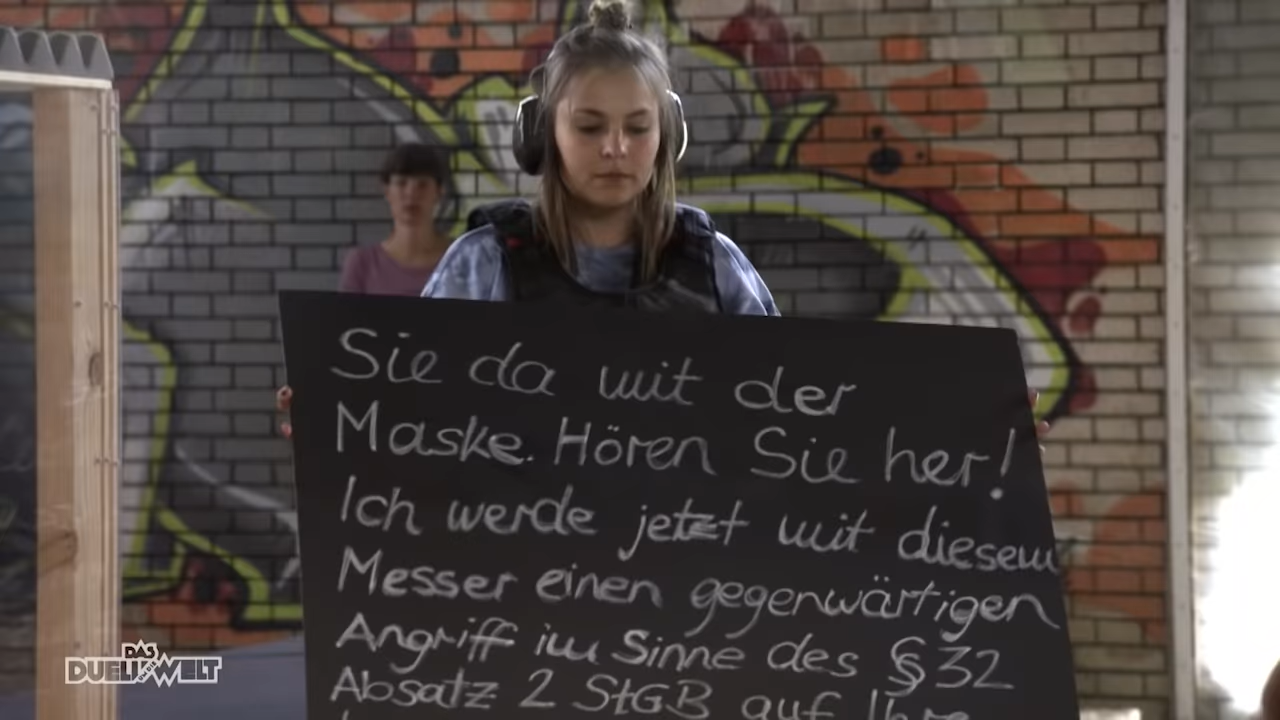 Sie da mit der
Maske. Hören Sie her!
Ich werde jetzt mit diesem
Messer einen gegenwärtigen
Angriff im Sinne des § 32
Absatz 2 StGB auf Ihre
DAS
DUELL UM DIE WELT